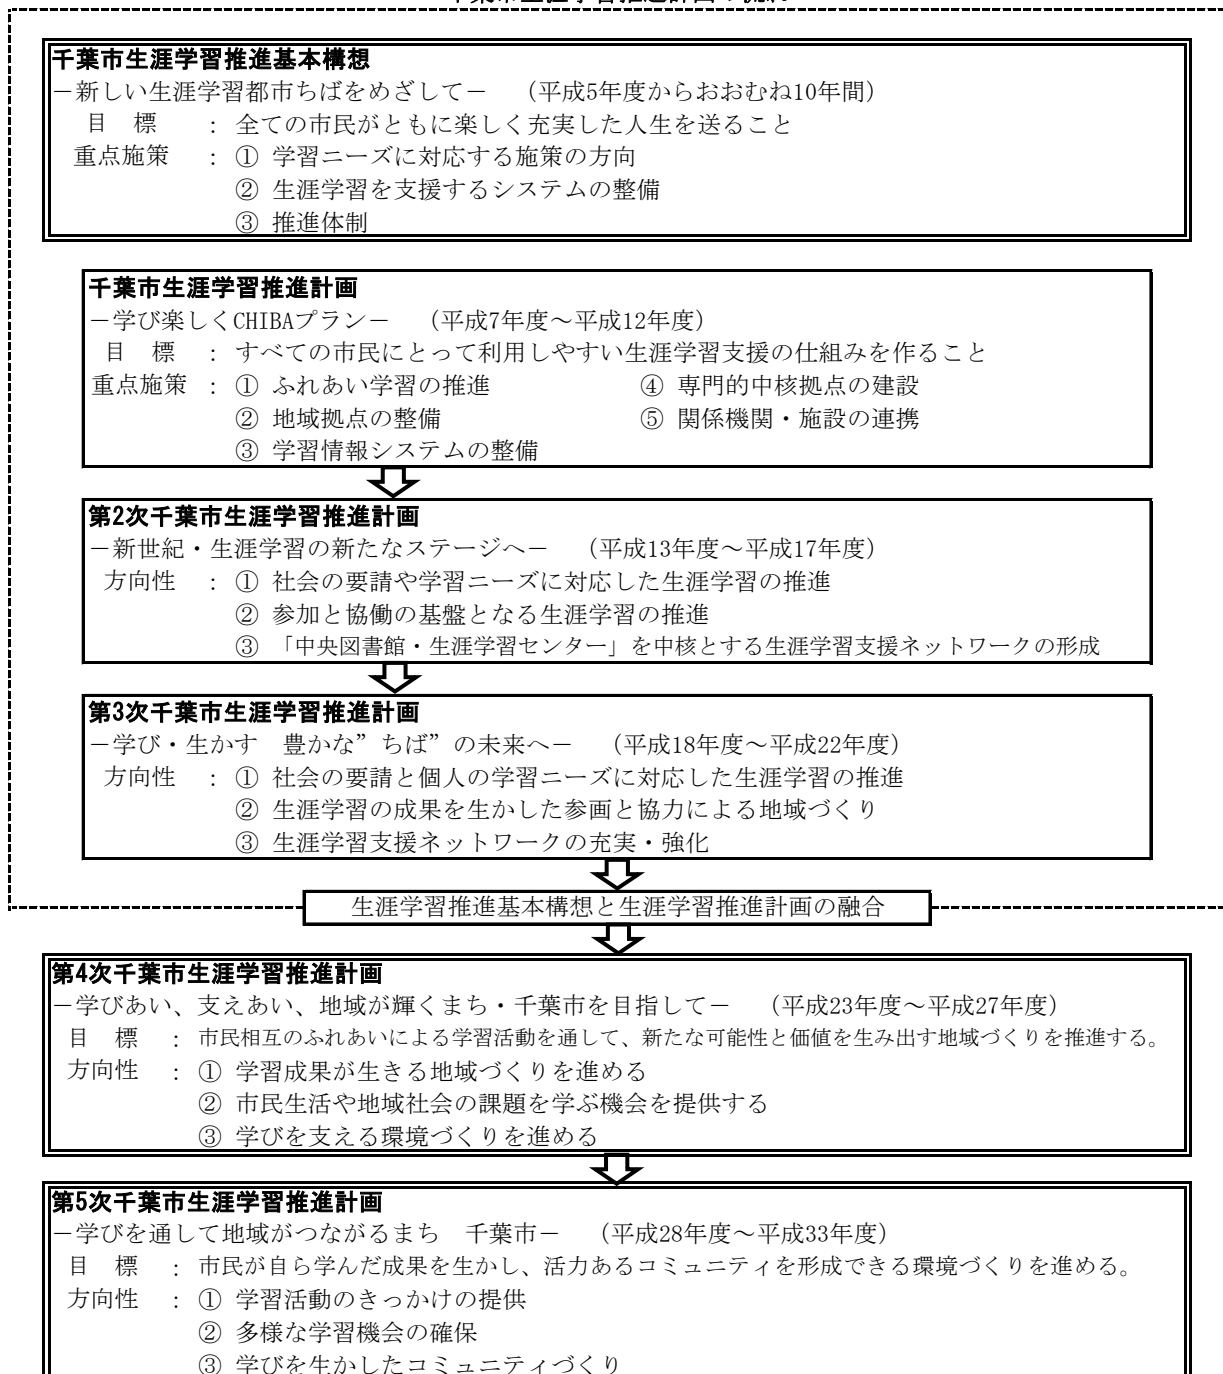 千葉市生涯学習推進基本構想
－新しい生涯学習都市ちばをめざして－　（平成5年度からおおむね10年間）
目　標　：全ての市民がともに楽しく充実した人生を送ること
重点施策　：① 学習ニーズに対応する施策の方向
② 生涯学習を支援するシステムの整備
③ 推進体制
千葉市生涯学習推進計画
－学び楽しくCHIBAプラン－　（平成7年度～平成12年度）
目　標　：すべての市民にとって利用しやすい生涯学習支援の仕組みを作ること
重点施策　：① ふれあい学習の推進　④ 専門的中核拠点の建設
② 地域拠点の整備　⑤ 関係機関・施設の連携
③ 学習情報システムの整備
第2次千葉市生涯学習推進計画
－新世紀・生涯学習の新たなステージへ－　（平成13年度～平成17年度）
方向性　：① 社会の要請や学習ニーズに対応した生涯学習の推進
② 参加と協働の基盤となる生涯学習の推進
③ 「中央図書館・生涯学習センター」を中核とする生涯学習支援ネットワークの形成
第3次千葉市生涯学習推進計画
－学び・生かす　豊かな”ちば”の未来へ－　（平成18年度～平成22年度）
方向性　：① 社会の要請と個人の学習ニーズに対応した生涯学習の推進
② 生涯学習の成果を生かした参画と協力による地域づくり
③ 生涯学習支援ネットワークの充実・強化
生涯学習推進基本構想と生涯学習推進計画の融合
第4次千葉市生涯学習推進計画
－学びあい、支えあい、地域が輝くまち・千葉市を目指して－　（平成23年度～平成27年度）
目　標　：市民相互のふれあいによる学習活動を通して、新たな可能性と価値を生み出す地域づくりを推進する。
方向性　：① 学習成果が生きる地域づくりを進める
② 市民生活や地域社会の課題を学ぶ機会を提供する
③ 学びを支える環境づくりを進める
第5次千葉市生涯学習推進計画
－学びを通して地域がつながるまち　千葉市－　（平成28年度～平成33年度）
目　標　：市民が自ら学んだ成果を生かし、活力あるコミュニティを形成できる環境づくりを進める。
方向性　：① 学習活動のきっかけの提供
② 多様な学習機会の確保
③ 学びを生かしたコミュニティづくり